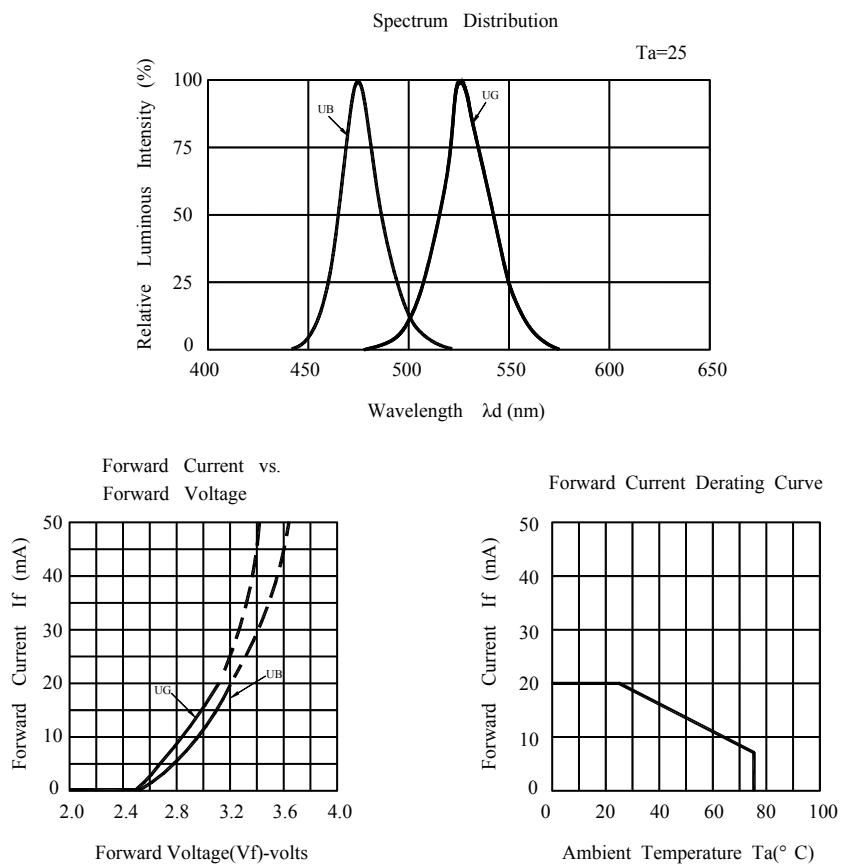 Spectrum Distribution
Ta=25
Relative Luminous Intensity (%)
100
75
50
25
0
UB
UG
400 450 500 550 600 650
Wavelength λd (nm)
Forward Current vs.
Forward Voltage
Forward Current If (mA)
50
40
30
20
10
0
UG
UB
2.0 2.4 2.8 3.2 3.6 4.0
Forward Voltage(Vf)-volts
Forward Current Derating Curve
Forward Current If (mA)
50
40
30
20
10
0
0 20 40 60 80 100
Ambient Temperature Ta(° C)